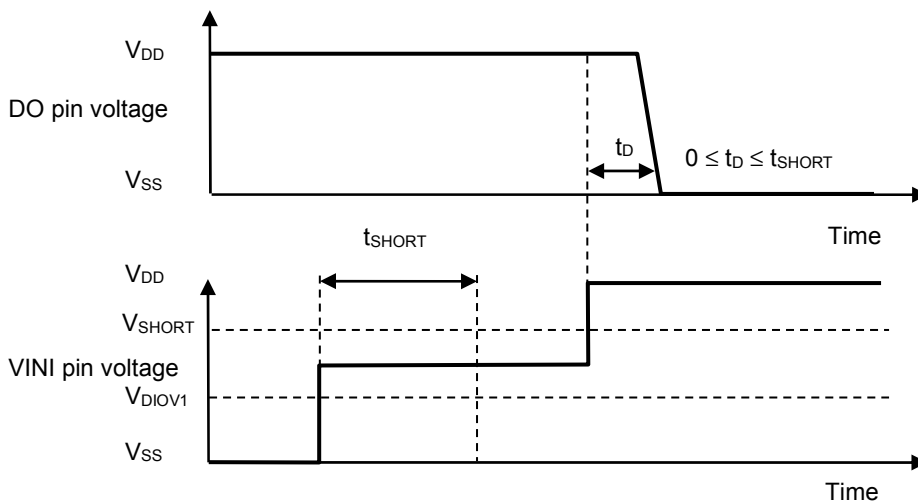 VDD
DO pin voltage
tD
0 ≤ tD ≤ tSHORT
VSS
Time
tSHORT
VDD
VSHORT
VINI pin voltage
VDIOV1
VSS
Time